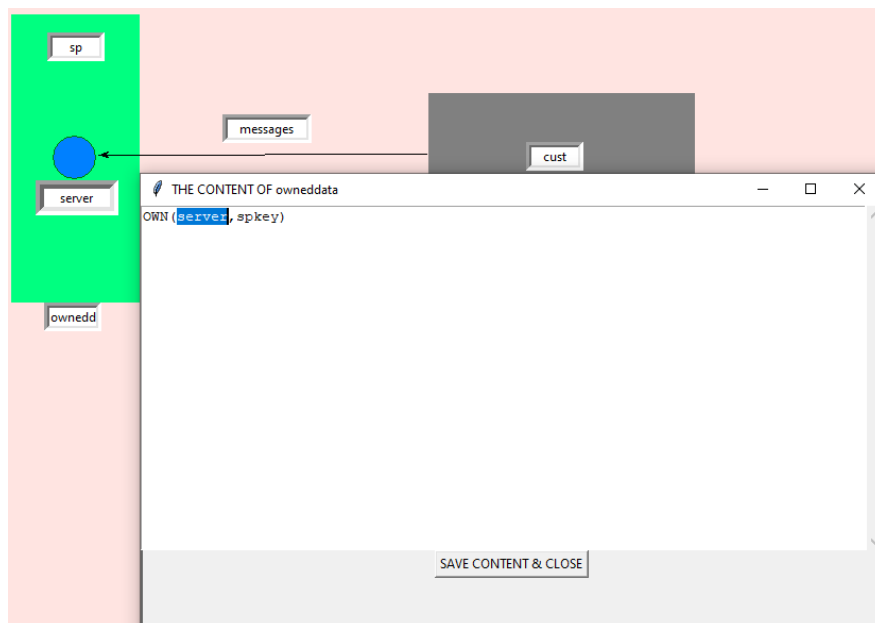 sp
messages
cust
server
THE CONTENT OF owneddata
OWN(server,spkey)
ownedd
SAVE CONTENT & CLOSE